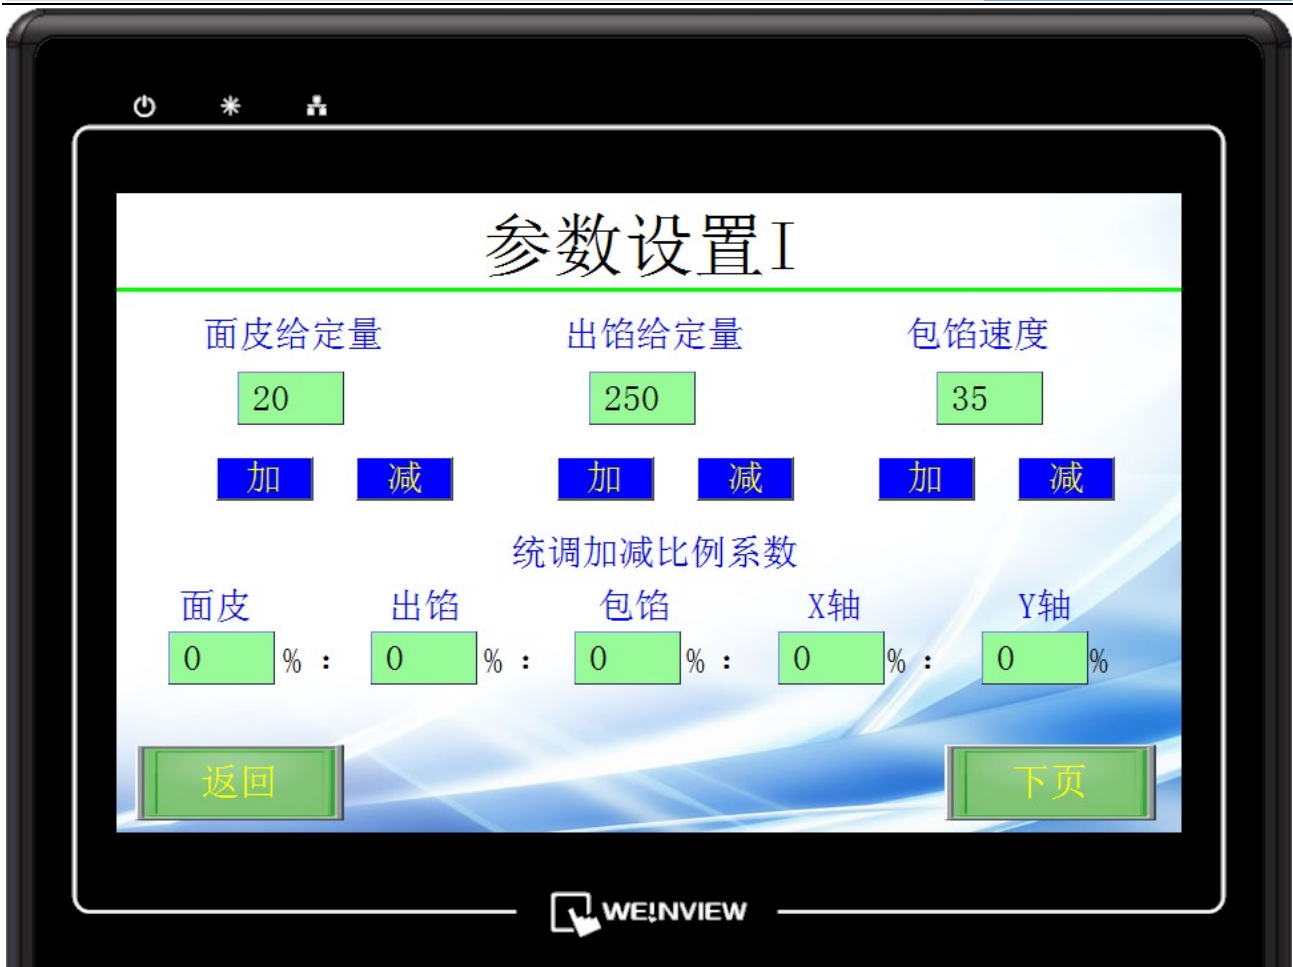 参数设置I
面皮给定量 出馅给定量 包馅速度
20 250 35
加 减 加 减 加 减
统调加减比例系数
面皮 出馅 包馅 X轴 Y轴
0 %： 0 %： 0 %： 0 %： 0 %
返回 下页
WE!NVIEW